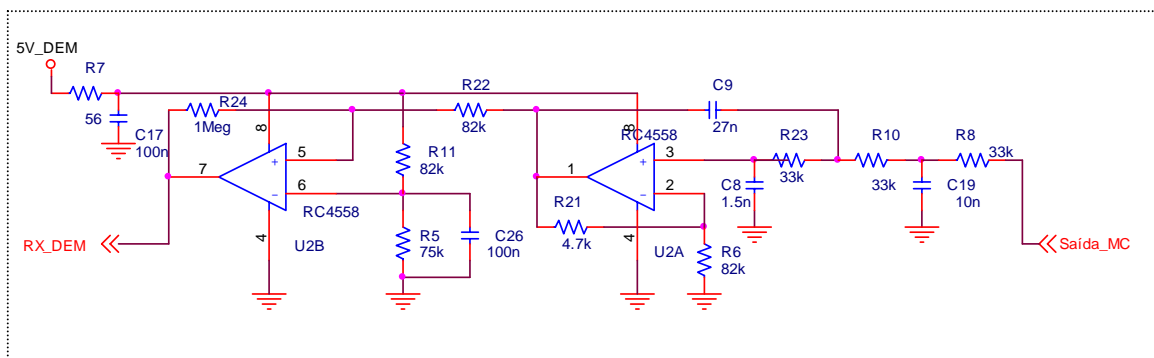 5V_DEM
R7
56
C17
100n
R24
1Meg
8
5
6
7
4
RC4558
U2B
R11
82k
R5
75k
C26
100n
R22
82k
C9
27n
8
RC4558
1
3
2
4
U2A
R21
4.7k
R6
82k
C8
1.5n
R23
33k
R10
33k
C19
10n
R8
33k
RX_DEM
Saída_MC